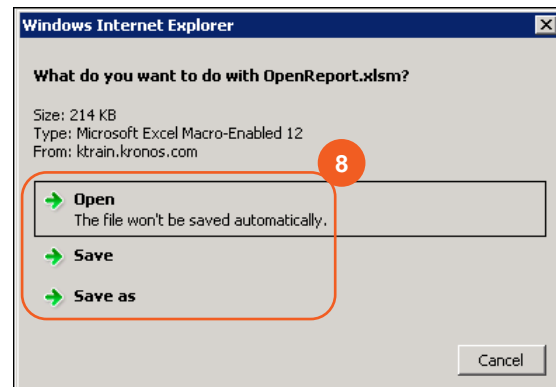 Windows Internet Explorer
What do you want to do with OpenReport.xlsm?
Size: 214 KB
Type: Microsoft Excel Macro-Enabled 12
From: ktrain.kronos.com
8
Open
The file won't be saved automatically.
Save
Save as
Cancel